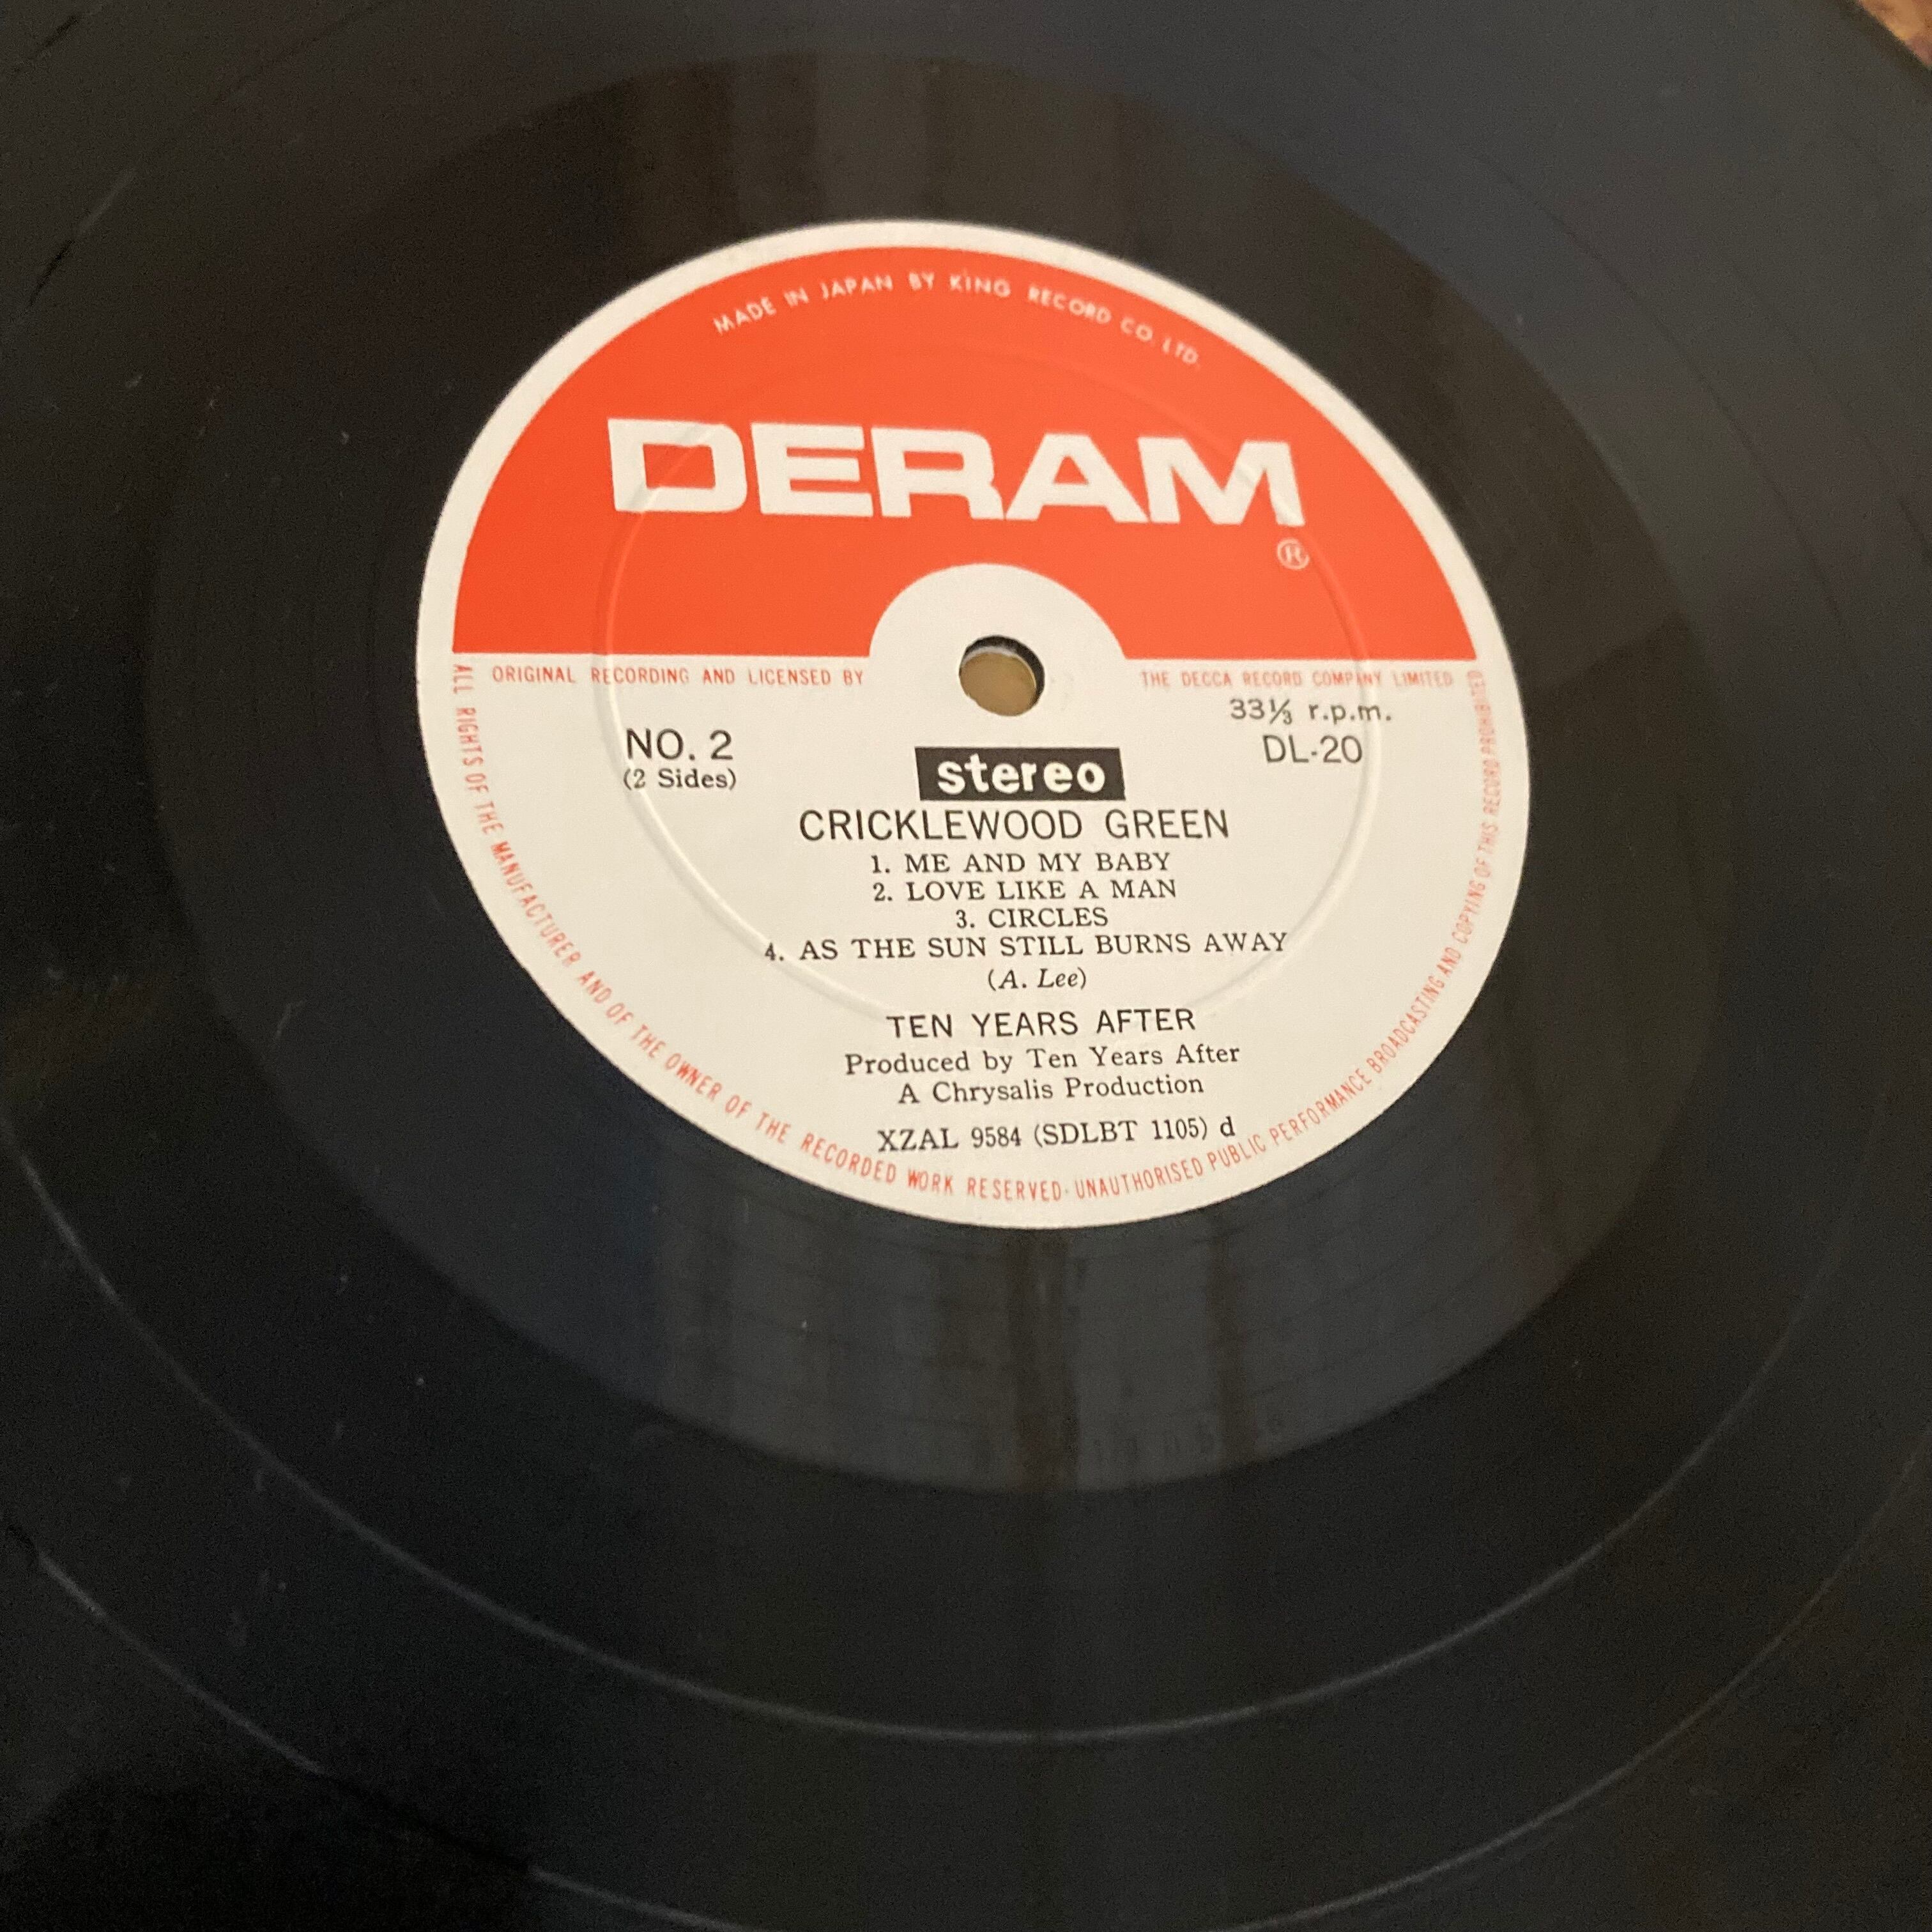 MADE IN JAPAN BY KING RECORD CO. LTD.
DERAM
®
ORIGINAL RECORDING AND LICENSED BY THE DECCA RECORD COMPANY LIMITED
33⅓ r.p.m.
NO. 2
DL-20
(2 Sides)
stereo
CRICKLEWOOD GREEN
1. ME AND MY BABY
2. LOVE LIKE A MAN
3. CIRCLES
4. AS THE SUN STILL BURNS AWAY
(A. Lee)
TEN YEARS AFTER
Produced by Ten Years After
A Chrysalis Production
XZAL 9584 (SDLBT 1105) d
ALL RIGHTS OF THE MANUFACTURER AND OF THE OWNER OF THE RECORDED WORK RESERVED · UNAUTHORISED PUBLIC PERFORMANCE BROADCASTING AND COPYING OF THIS RECORD PROHIBITED